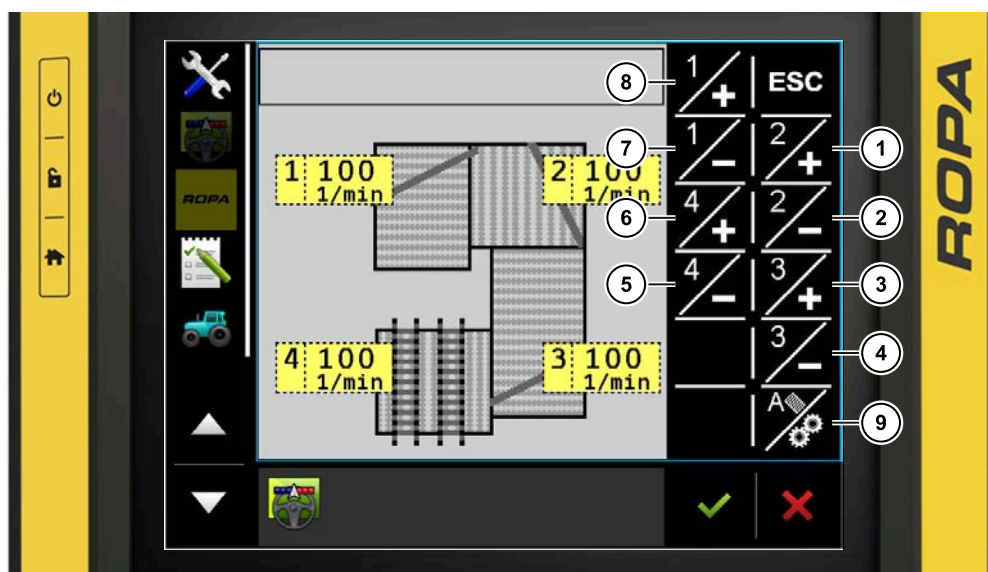 ROPA
1/+
ESC
8
1/-
2/+
7
1
1 100
1/min
2 100
1/min
ROPA
4/+
2/-
6
2
4/-
3/+
5
3
4 100
1/min
3 100
1/min
3/-
4
A
9